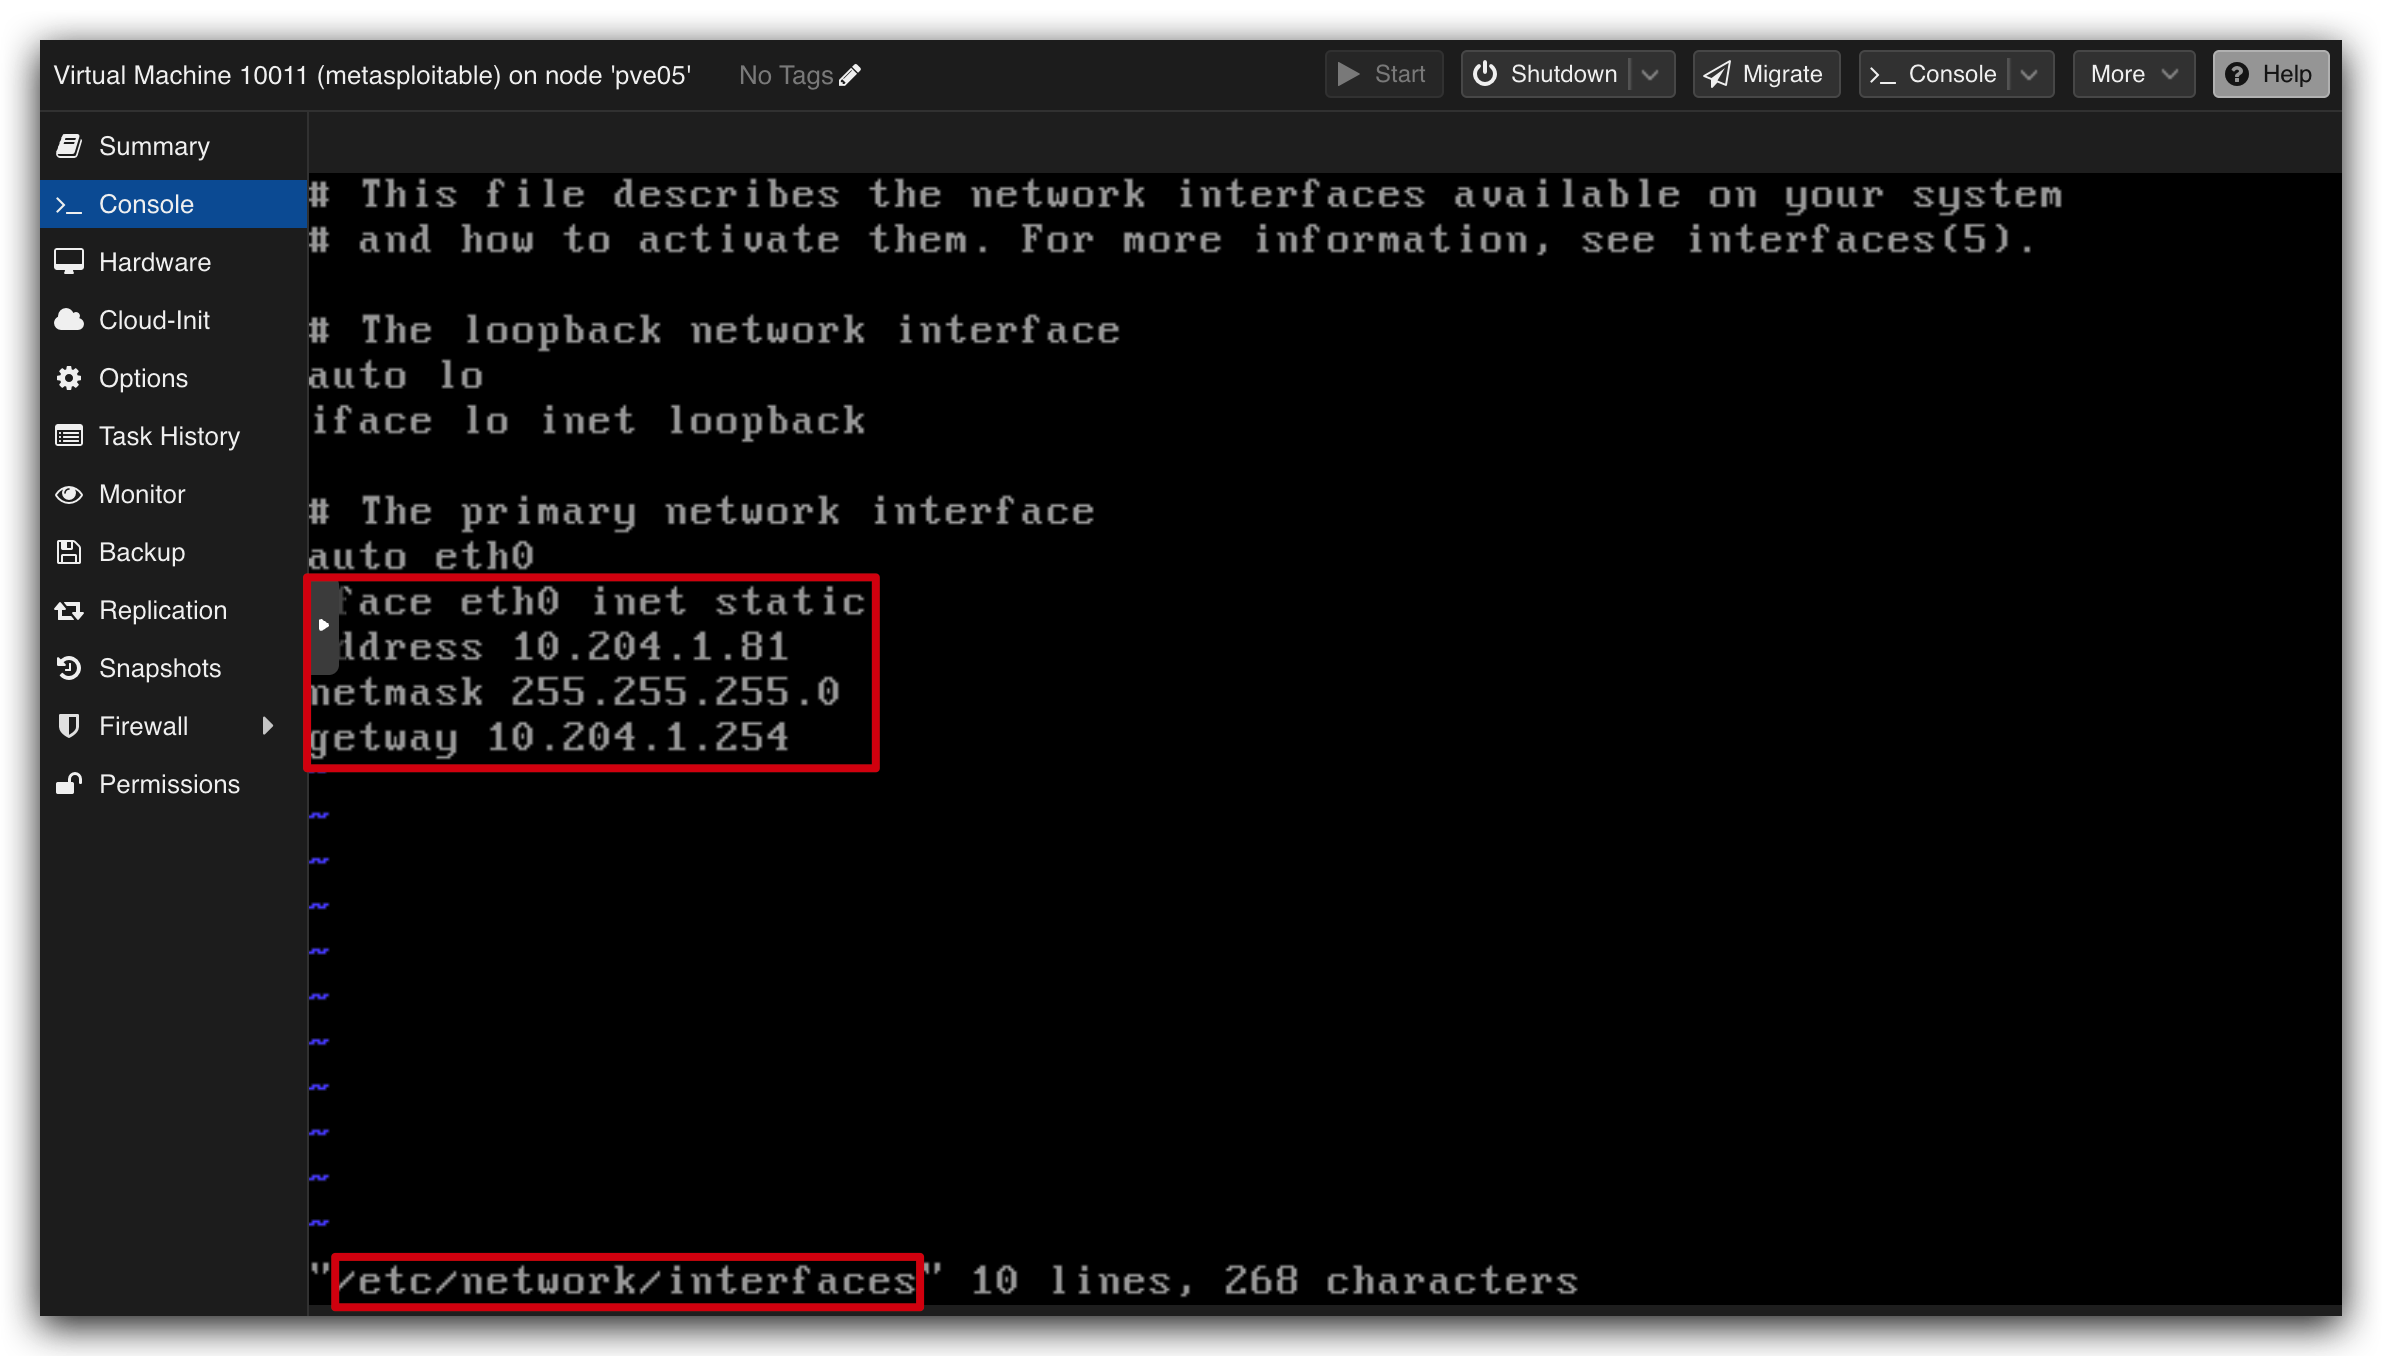 Virtual Machine 10011 (metasploitable) on node 'pve05' No Tags Start Shutdown Migrate Console More Help
Summary
Console
Hardware
Cloud-Init
Options
Task History
Monitor
Backup
Replication
Snapshots
Firewall
Permissions
# This file describes the network interfaces available on your system
# and how to activate them. For more information, see interfaces(5).
# The loopback network interface
auto lo
iface lo inet loopback
# The primary network interface
auto eth0
face eth0 inet static
ddress 10.204.1.81
netmask 255.255.255.0
getway 10.204.1.254
~
~
~
~
~
~
~
~
~
~
~
"/etc/network/interfaces" 10 lines, 268 characters